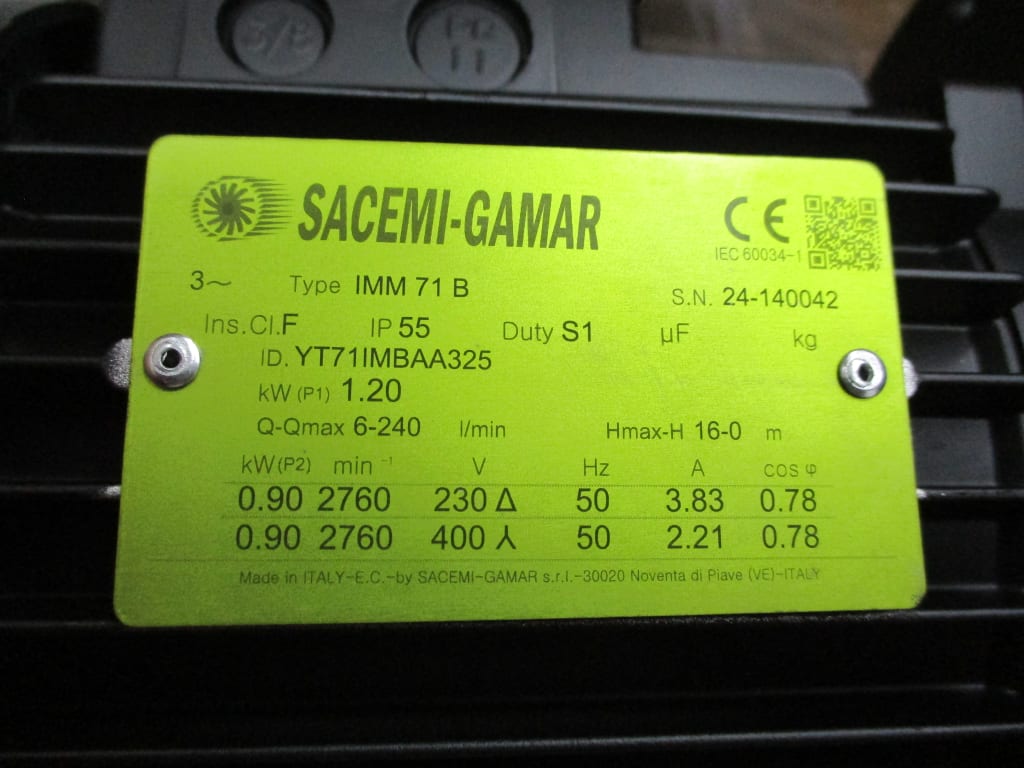 3/8 PR
11
SACEMI-GAMAR
CE
IEC 60034-1
3~ Type IMM 71 B S.N. 24-140042
Ins.Cl.F IP 55 Duty S1 µF kg
ID. YT71IMBAA325
kW (P1) 1.20
Q-Qmax 6-240 l/min Hmax-H 16-0 m
kW(P2) min⁻¹ V Hz A cos φ
0.90 2760 230 Δ 50 3.83 0.78
0.90 2760 400 ⅄ 50 2.21 0.78
Made in ITALY-E.C.-by SACEMI-GAMAR s.r.l.-30020 Noventa di Piave (VE)-ITALY